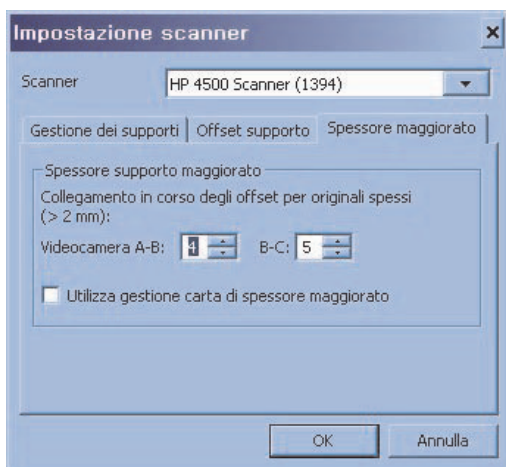 Impostazione scanner
Scanner HP 4500 Scanner (1394)
Gestione dei supporti Offset supporto Spessore maggiorato
Spessore supporto maggiorato
Collegamento in corso degli offset per originali spessi
(> 2 mm):
Videocamera A-B: 4 B-C: 5
Utilizza gestione carta di spessore maggiorato
OK Annulla